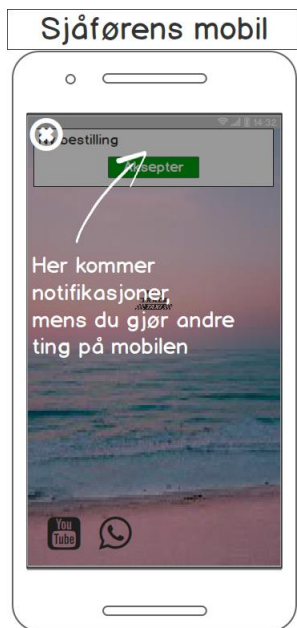 Sjåførens mobil
14:32
bestilling
Aksepter
Her kommer
notifikasjoner,
mens du gjør andre
ting på mobilen
You
Tube